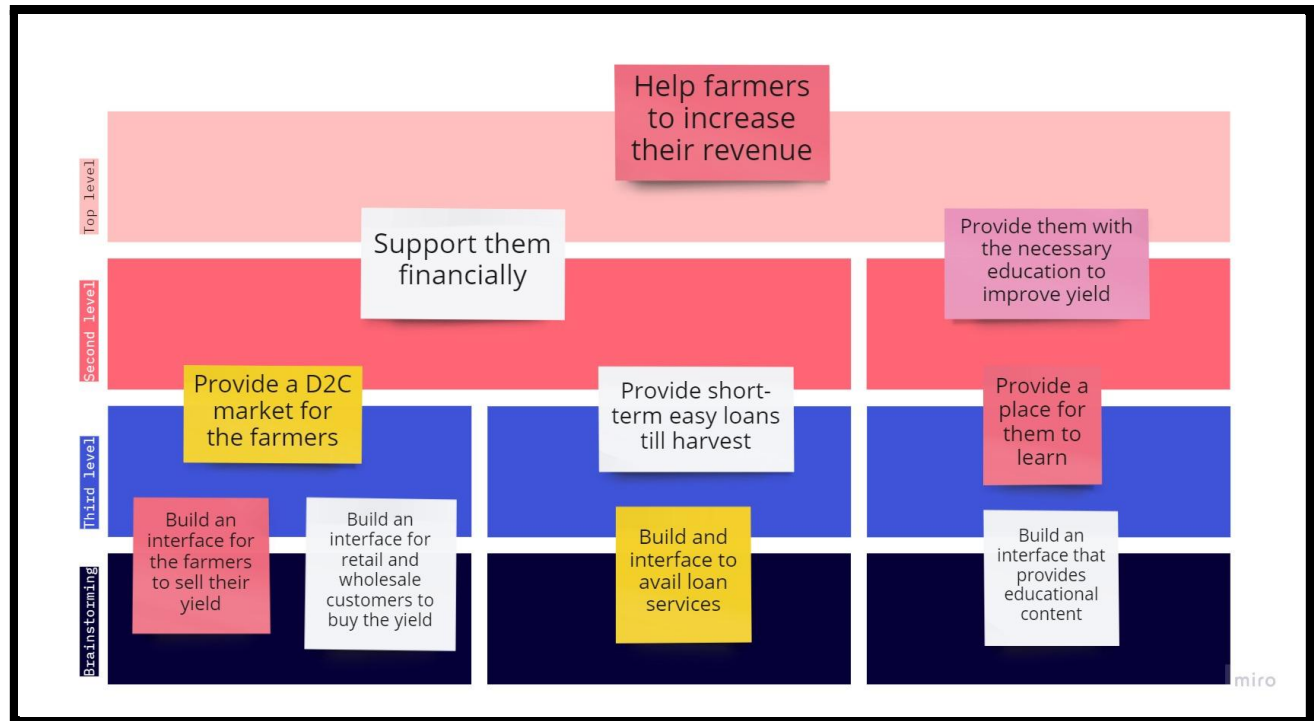 Help farmers
to increase
their revenue
Top level
Support them
financially
Provide them with
the necessary
education to
improve yield
Second level
Provide a D2C
market for
the farmers
Provide short-
term easy loans
till harvest
Provide a
place for
them to
learn
Third level
Build an
interface for
the farmers
to sell their
yield
Build an
interface for
retail and
wholesale
customers to
buy the yield
Build and
interface to
avail loan
services
Build an
interface that
provides
educational
content
Brainstorming
miro